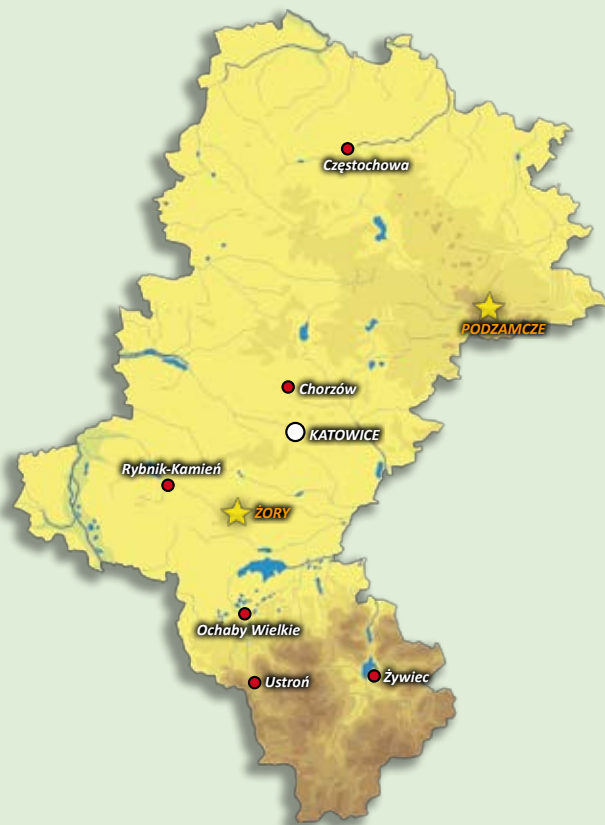 Częstochowa
PODZAMCZE
Chorzów
KATOWICE
Rybnik-Kamień
ŻORY
Ochaby Wielkie
Ustroń
Żywiec